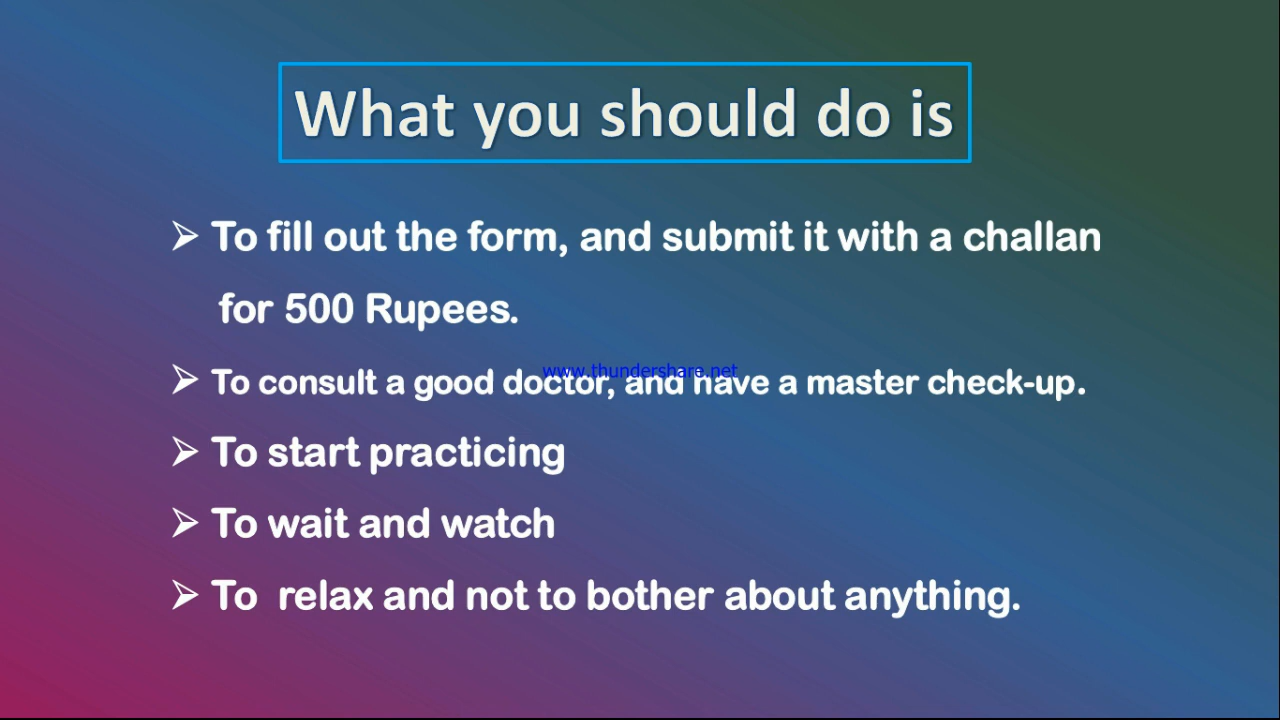 What you should do is
➢ To fill out the form, and submit it with a challan
for 500 Rupees.
www.thundershare.net
➢ To consult a good doctor, and have a master check-up.
➢ To start practicing
➢ To wait and watch
➢ To  relax and not to bother about anything.